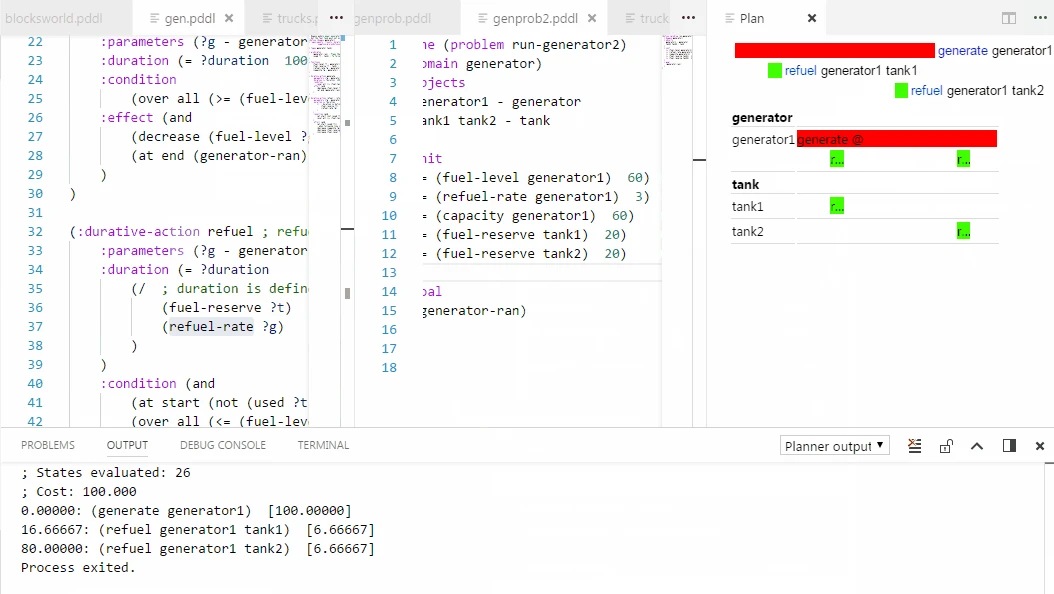 blocksworld.pddl
gen.pddl
trucks.p
genprob.pddl
genprob2.pddl
truck
Plan
22 :parameters (?g - generator
23 :duration (= ?duration 100
24 :condition
25 (over all (>= (fuel-lev
26 :effect (and
27 (decrease (fuel-level ?g
28 (at end (generator-ran)
29 )
30 )
31
32 (:durative-action refuel ; refu
33 :parameters (?g - generator
34 :duration (= ?duration
35 (/ ; duration is defin
36 (fuel-reserve ?t)
37 (refuel-rate ?g)
38 )
39 )
40 :condition (and
41 (at start (not (used ?t
42 (over all (<= (fuel-lev
1 ne (problem run-generator2)
2 omain generator)
3 ojects
4 enerator1 - generator
5 ank1 tank2 - tank
6
7 nit
8 = (fuel-level generator1) 60)
9 = (refuel-rate generator1) 3)
10 = (capacity generator1) 60)
11 = (fuel-reserve tank1) 20)
12 = (fuel-reserve tank2) 20)
13
14 oal
15 generator-ran)
16
17
18
generate generator1
refuel generator1 tank1
refuel generator1 tank2
generator
generator1 generate @
r... r...
tank
tank1 r...
tank2 r...
PROBLEMS OUTPUT DEBUG CONSOLE TERMINAL
Planner output
; States evaluated: 26
; Cost: 100.000
0.00000: (generate generator1) [100.00000]
16.66667: (refuel generator1 tank1) [6.66667]
80.00000: (refuel generator1 tank2) [6.66667]
Process exited.